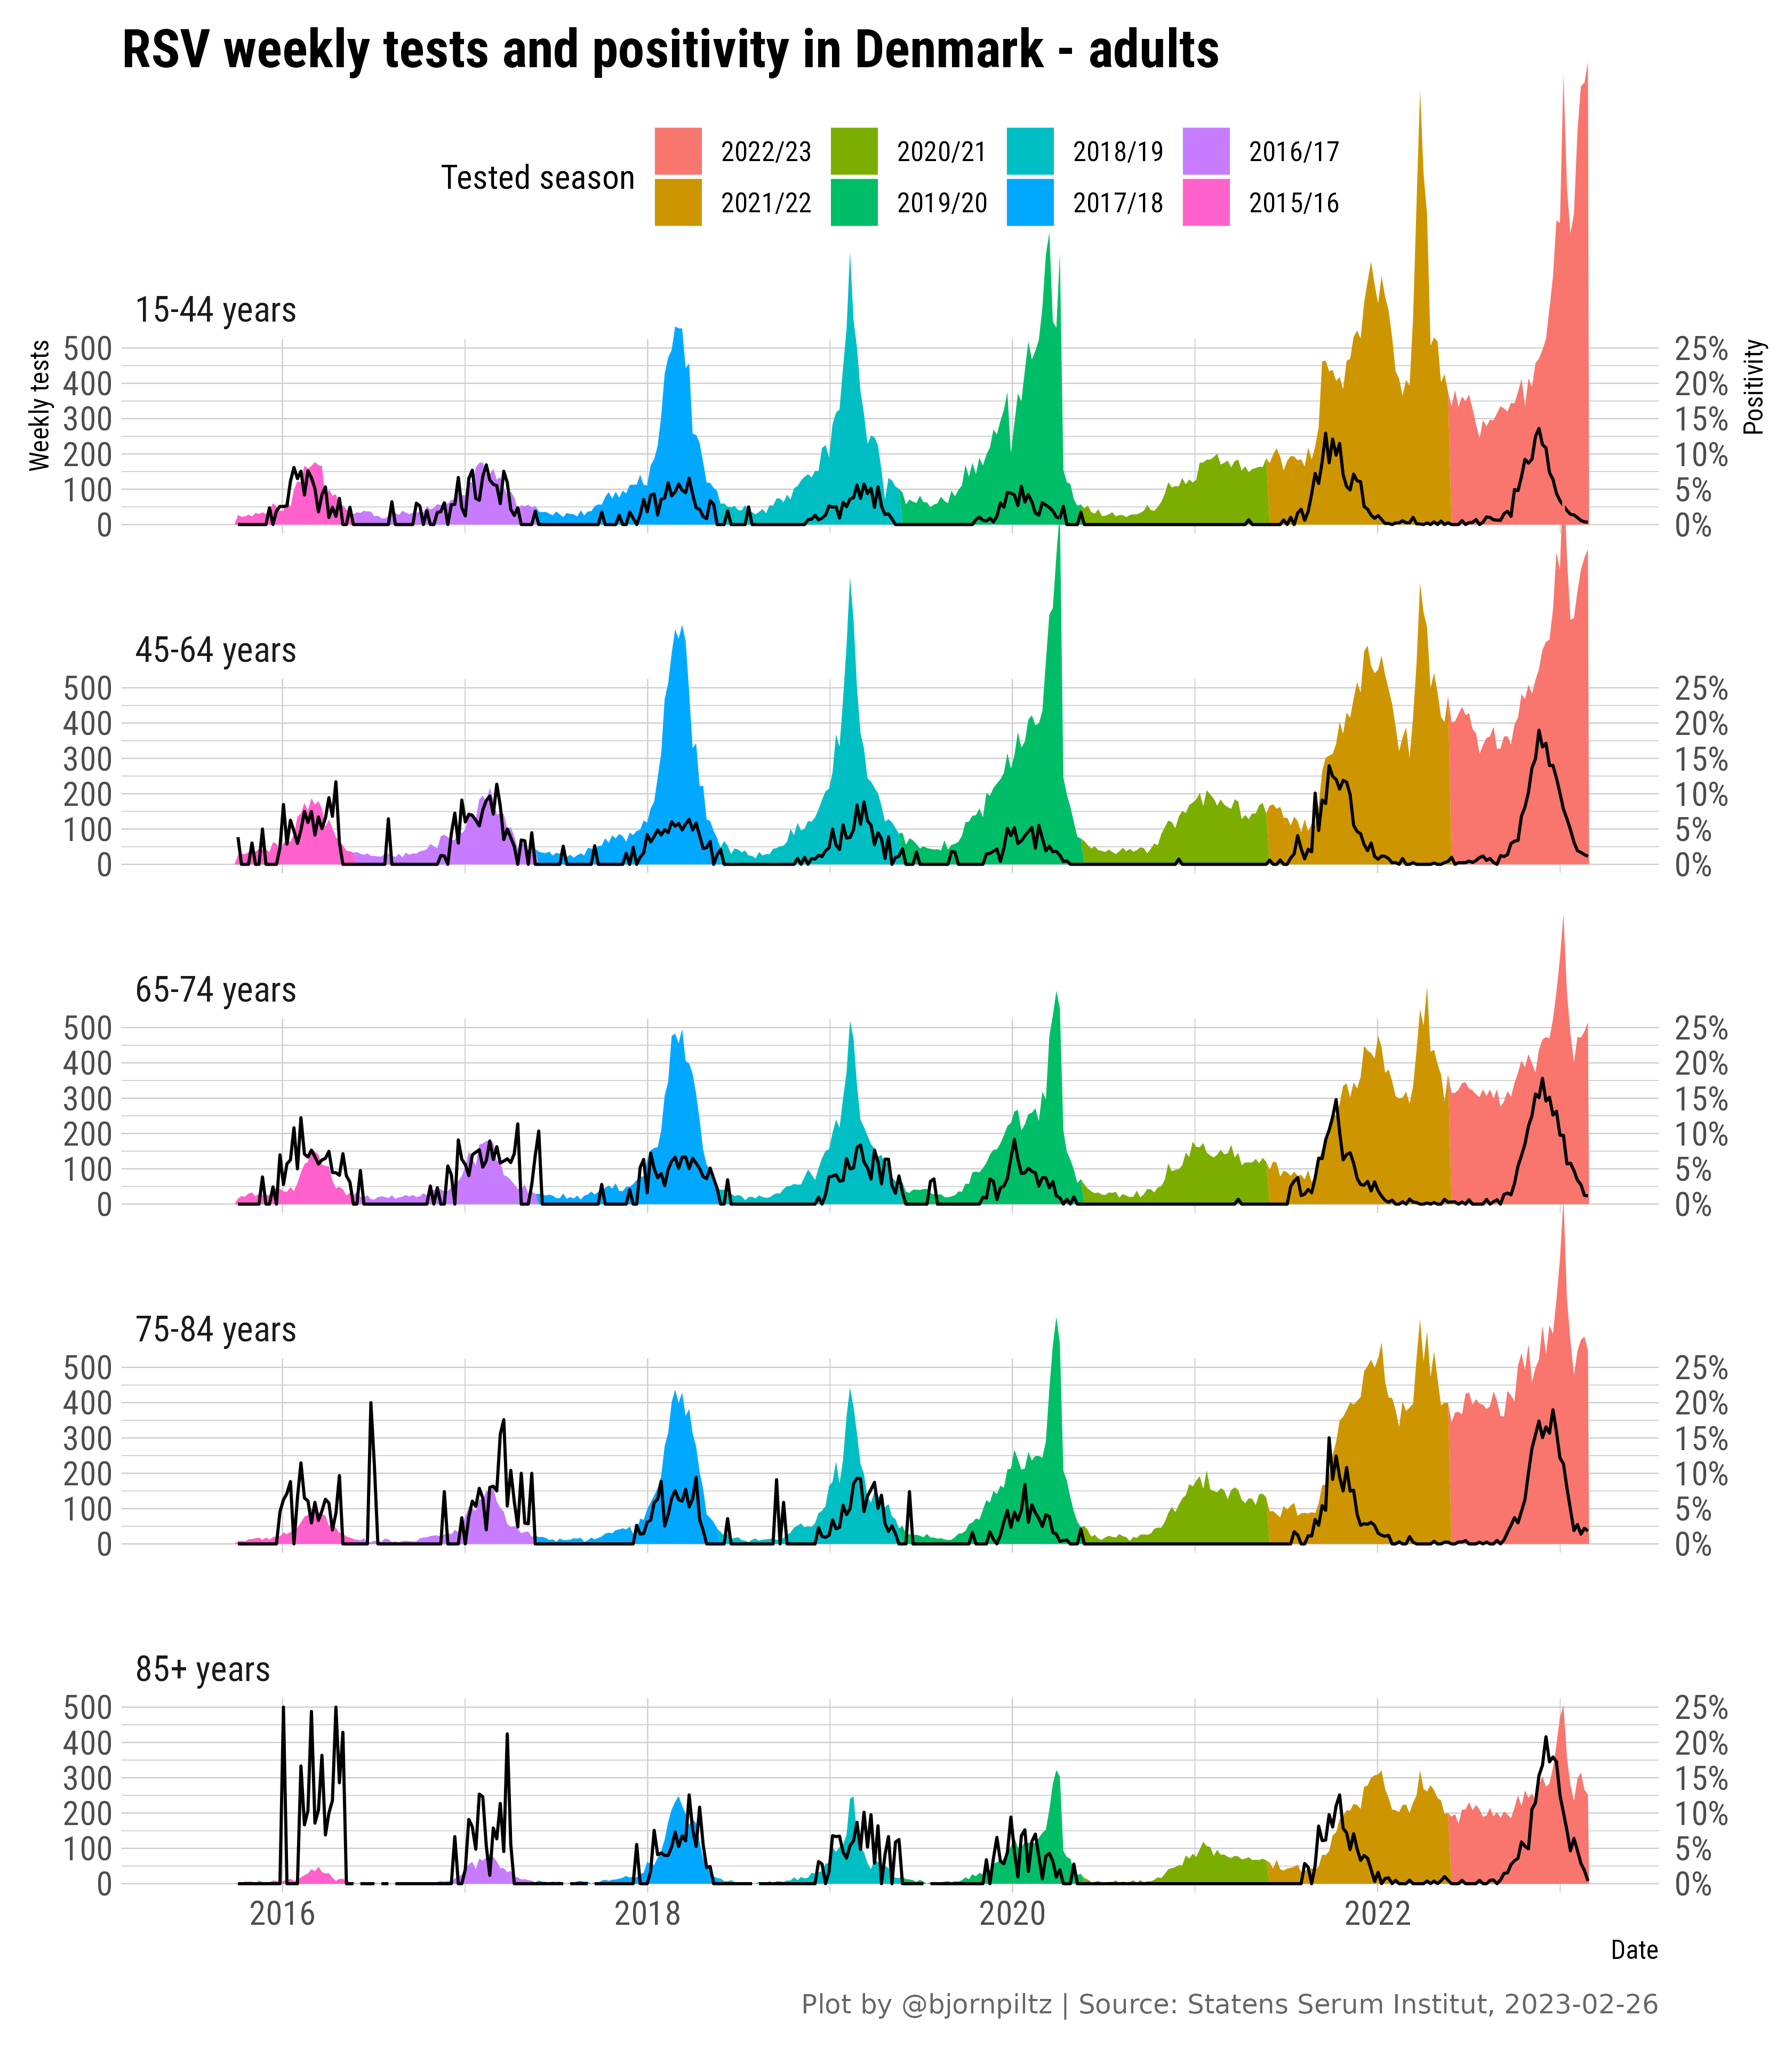 RSV weekly tests and positivity in Denmark - adults
Tested season
2022/23 2020/21 2018/19 2016/17
2021/22 2019/20 2017/18 2015/16
15-44 years
Weekly tests
Positivity
500 25%
400 20%
300 15%
200 10%
100 5%
0 0%
45-64 years
500 25%
400 20%
300 15%
200 10%
100 5%
0 0%
65-74 years
500 25%
400 20%
300 15%
200 10%
100 5%
0 0%
75-84 years
500 25%
400 20%
300 15%
200 10%
100 5%
0 0%
85+ years
500 25%
400 20%
300 15%
200 10%
100 5%
0 0%
2016 2018 2020 2022
Date
Plot by @bjornpiltz | Source: Statens Serum Institut, 2023-02-26